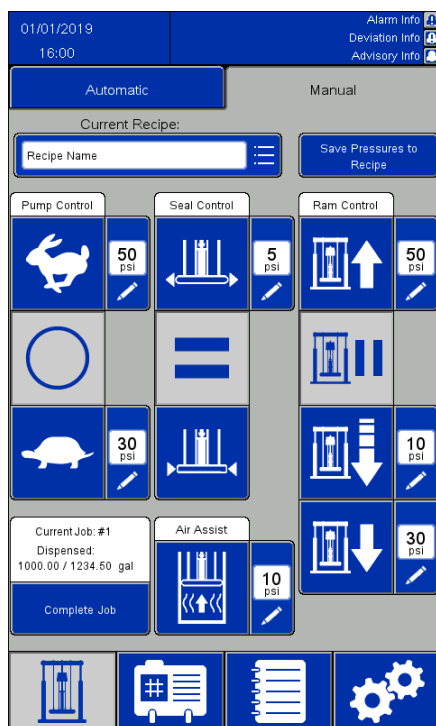 01/01/2019
16:00
Alarm Info
Deviation Info
Advisory Info
Automatic
Manual
Current Recipe:
Recipe Name
Save Pressures to
Recipe
Pump Control
Seal Control
Ram Control
50
psi
5
psi
50
psi
30
psi
10
psi
30
psi
Current Job: #1
Dispensed:
1000.00 / 1234.50 gal
Complete Job
Air Assist
10
psi
#